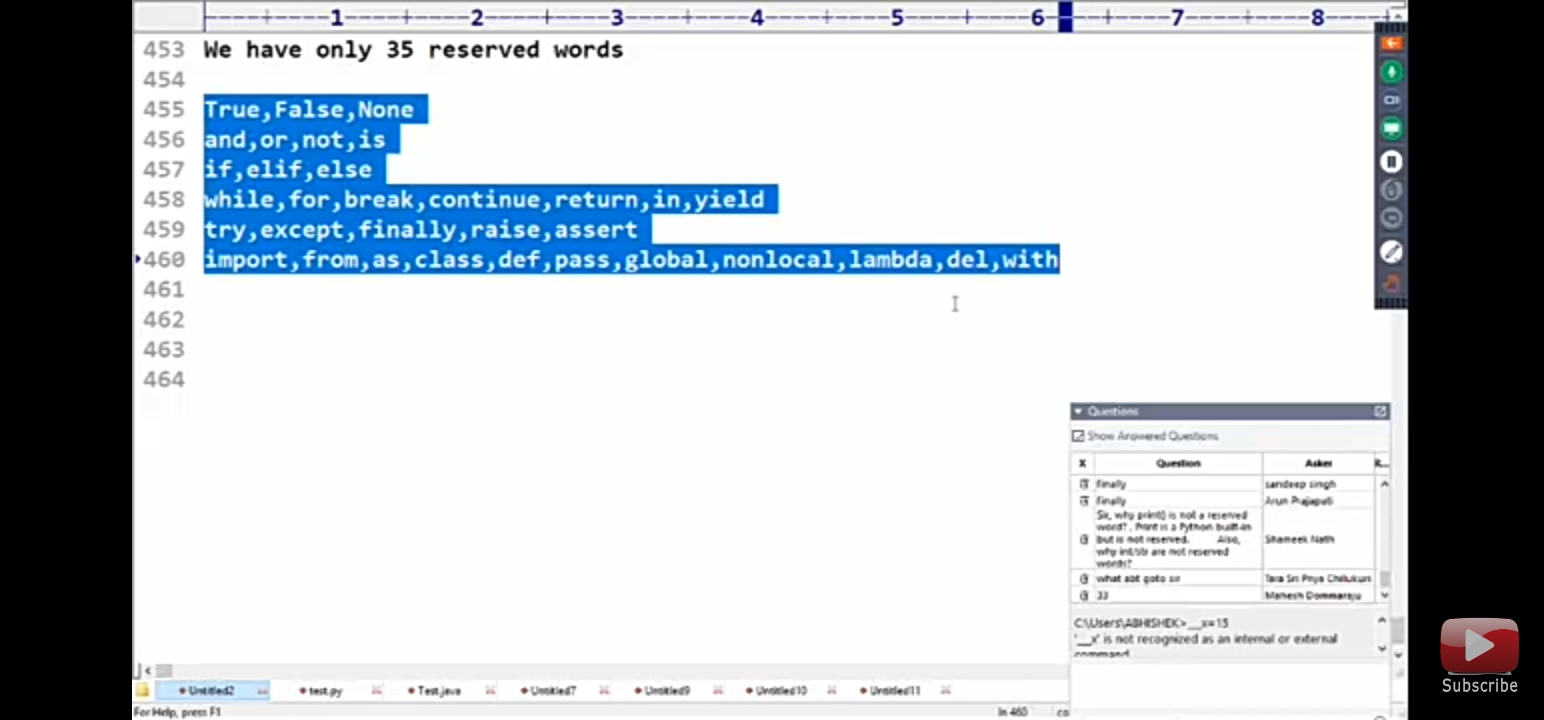 1 2 3 4 5 6 7 8
453 We have only 35 reserved words
454
455 True,False,None
456 and,or,not,is
457 if,elif,else
458 while,for,break,continue,return,in,yield
459 try,except,finally,raise,assert
460 import,from,as,class,def,pass,global,nonlocal,lambda,del,with
461
462
463
464
Questions
Show Answered Questions
X Question Asker R...
finally sandeep singh
finally Arun Prajapati
Sir, why print() is not a reserved
word? . Print is a Python built-in
but is not reserved. Also, Shameek Nath
why int/str are not reserved
words?
what abt goto sir Tara Sri Priya Chilukuri
33 Mahesh Dommaraju
C:\Users\ABHISHEK>__x=15
'__x' is not recognized as an internal or external
command
Subscribe
Untitled2 test.py Test.java Untitled7 Untitled9 Untitled10 Untitled11
For Help, press F1 ln 460 co